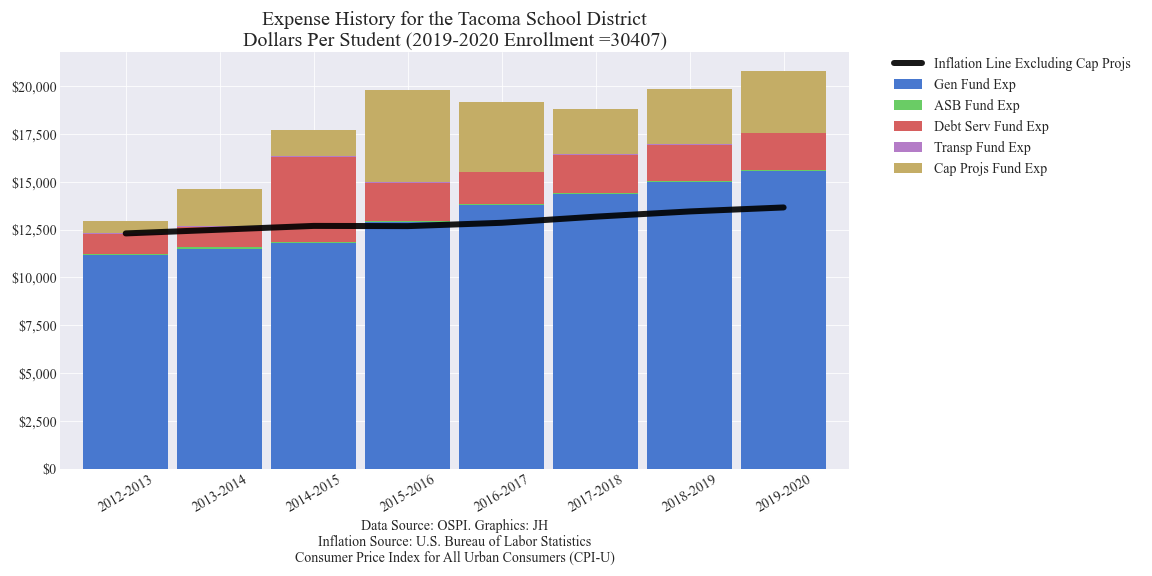 Expense History for the Tacoma School District
Dollars Per Student (2019-2020 Enrollment =30407)
$20,000
$17,500
$15,000
$12,500
$10,000
$7,500
$5,000
$2,500
$0
2012-2013
2013-2014
2014-2015
2015-2016
2016-2017
2017-2018
2018-2019
2019-2020
Inflation Line Excluding Cap Projs
Gen Fund Exp
ASB Fund Exp
Debt Serv Fund Exp
Transp Fund Exp
Cap Projs Fund Exp
Data Source: OSPI. Graphics: JH
Inflation Source: U.S. Bureau of Labor Statistics
Consumer Price Index for All Urban Consumers (CPI-U)